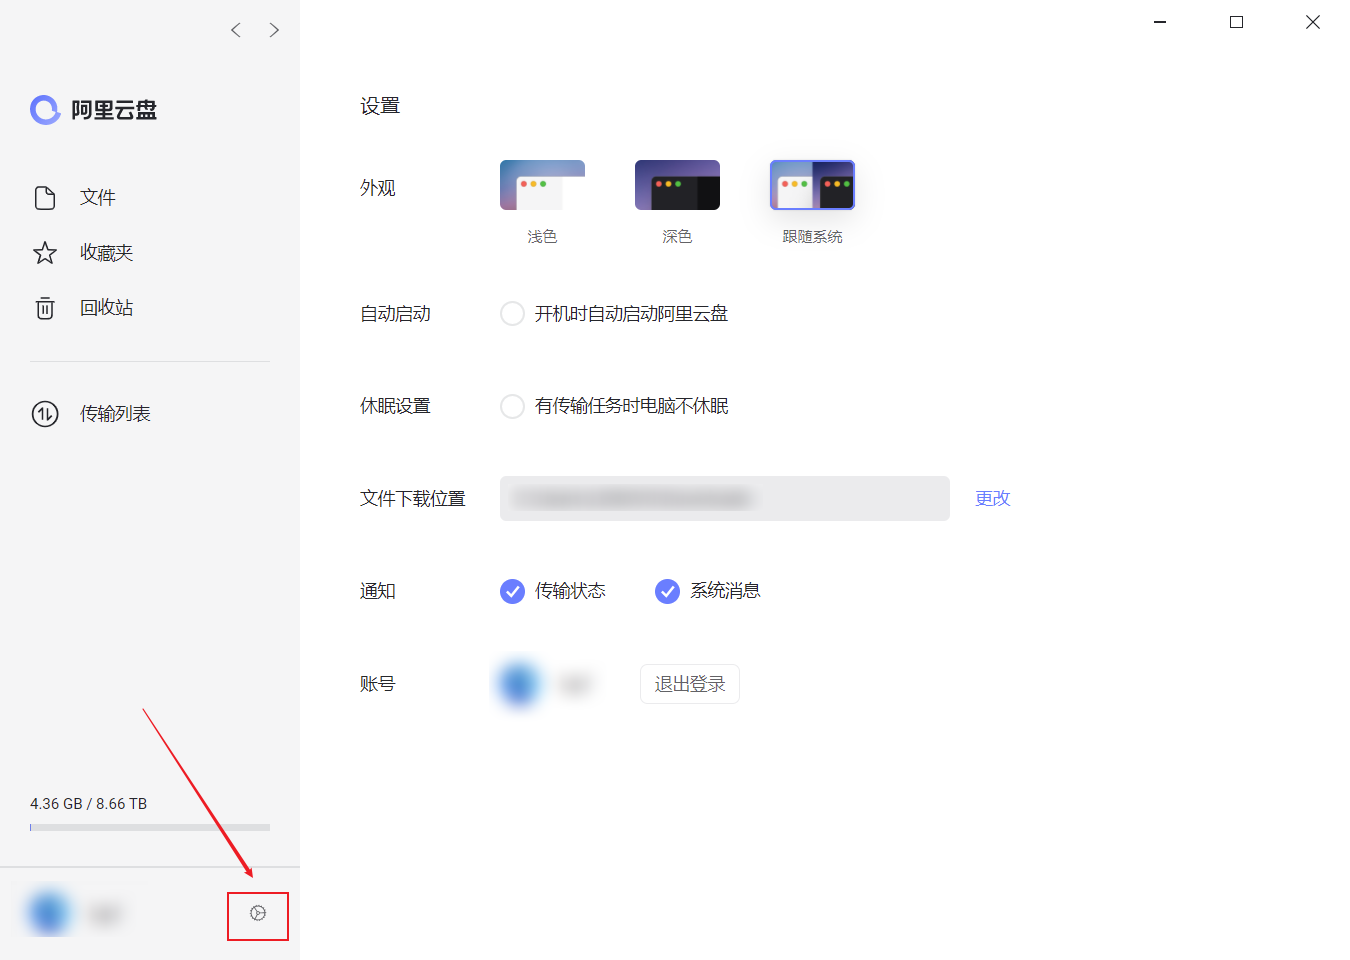 阿里云盘
文件
收藏夹
回收站
传输列表
4.36 GB / 8.66 TB
设置
外观
浅色
深色
跟随系统
自动启动
开机时自动启动阿里云盘
休眠设置
有传输任务时电脑不休眠
文件下载位置
更改
通知
传输状态
系统消息
账号
退出登录